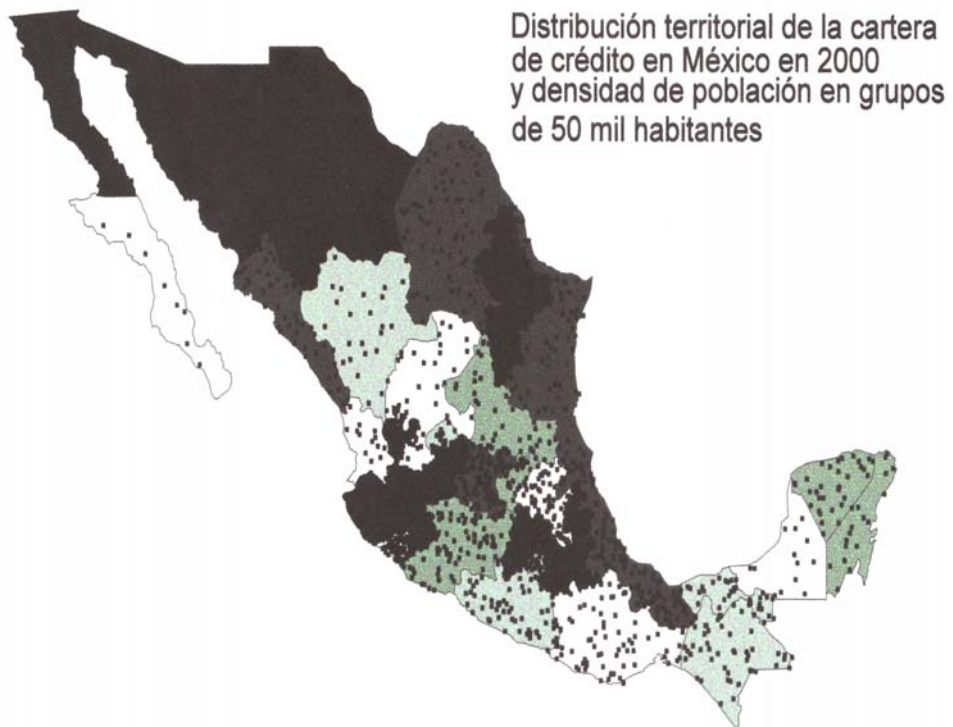 Distribución territorial de la cartera
de crédito en México en 2000
y densidad de población en grupos
de 50 mil habitantes